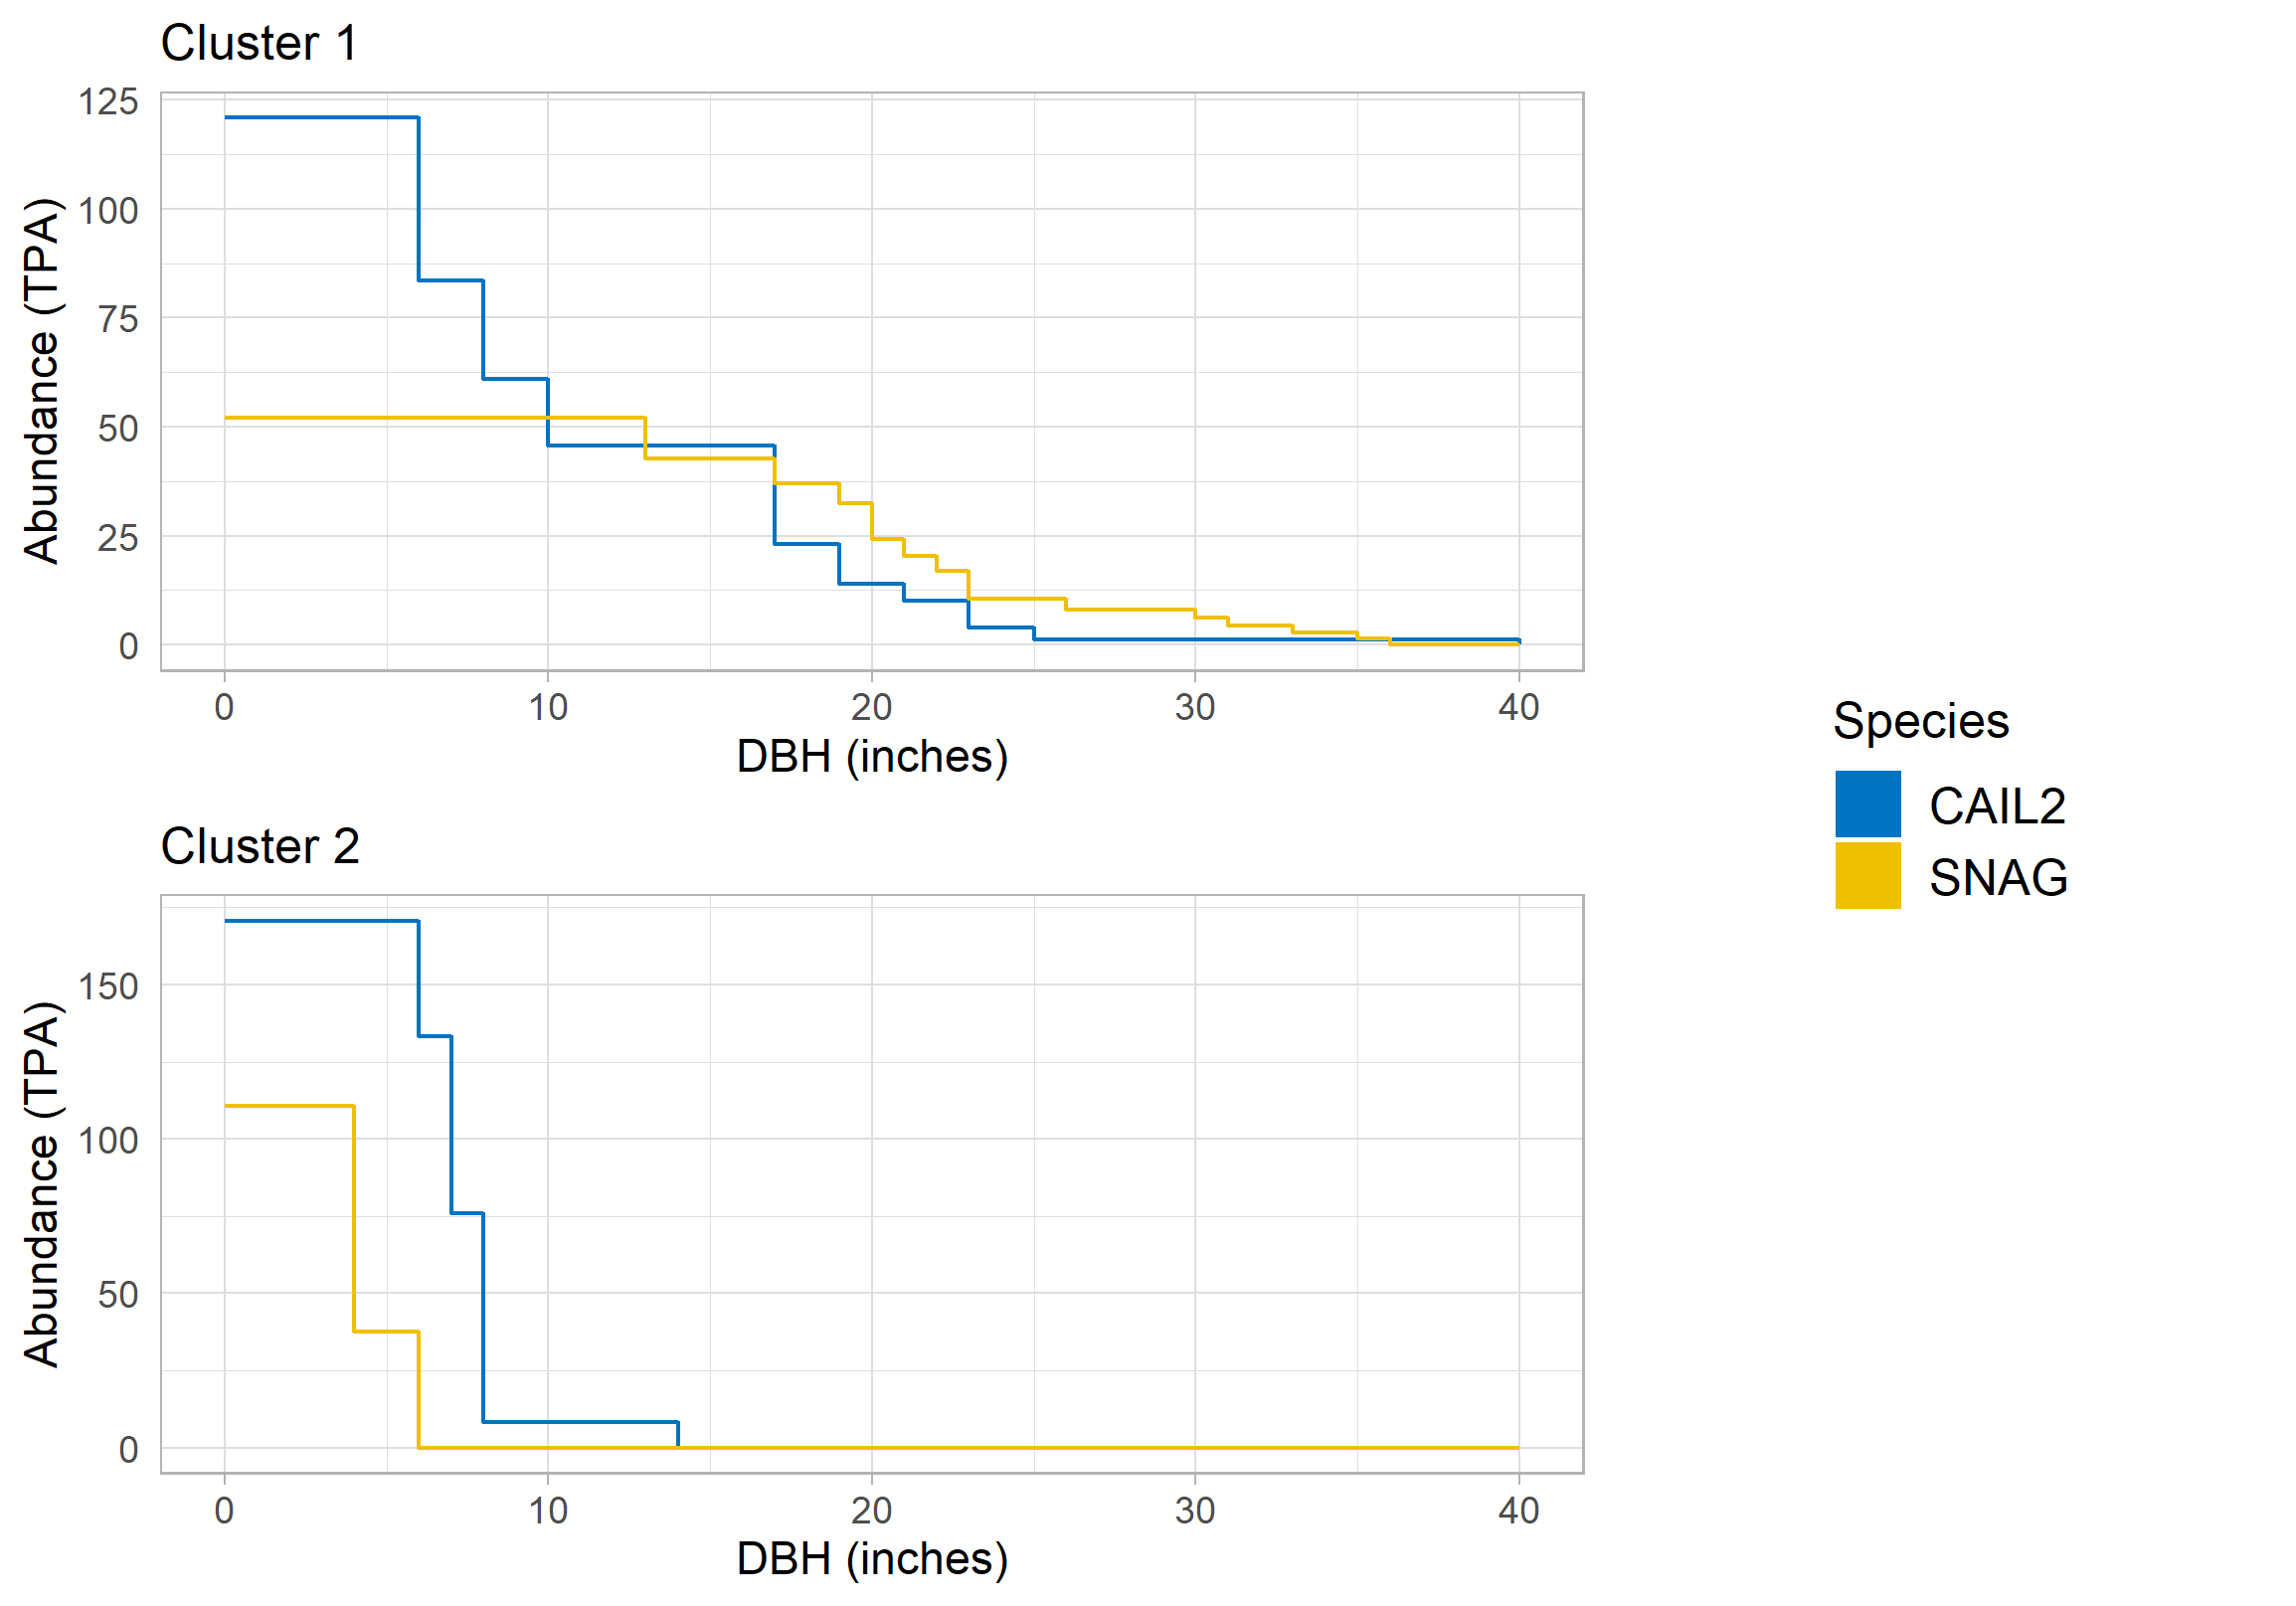 Cluster 1
125
100
75
50
25
0
Abundance (TPA)
0 10 20 30 40
DBH (inches)
Cluster 2
150
100
50
0
Abundance (TPA)
0 10 20 30 40
DBH (inches)
Species
CAIL2
SNAG